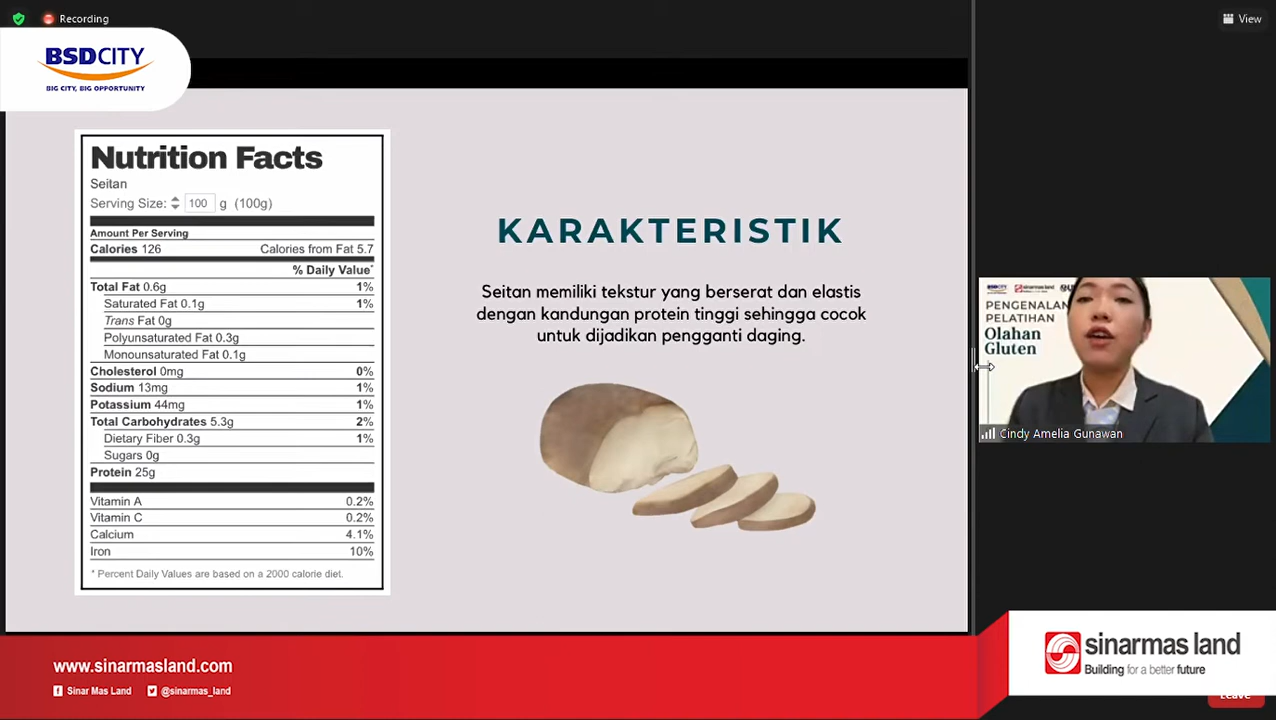 Recording
View
BSDCITY
BIG CITY, BIG OPPORTUNITY
Nutrition Facts
Seitan
Serving Size: 100 g (100g)
Amount Per Serving
Calories 126 Calories from Fat 5.7
% Daily Value*
Total Fat 0.6g 1%
Saturated Fat 0.1g 1%
Trans Fat 0g
Polyunsaturated Fat 0.3g
Monounsaturated Fat 0.1g
Cholesterol 0mg 0%
Sodium 13mg 1%
Potassium 44mg 1%
Total Carbohydrates 5.3g 2%
Dietary Fiber 0.3g 1%
Sugars 0g
Protein 25g
Vitamin A 0.2%
Vitamin C 0.2%
Calcium 4.1%
Iron 10%
* Percent Daily Values are based on a 2000 calorie diet.
KARAKTERISTIK
Seitan memiliki tekstur yang berserat dan elastis
dengan kandungan protein tinggi sehingga cocok
untuk dijadikan pengganti daging.
PENGENALAN
PELATIHAN
Olahan
Gluten
Cindy Amelia Gunawan
www.sinarmasland.com
Sinar Mas Land @sinarmas_land
sinarmas land
Building for a better future
Leave